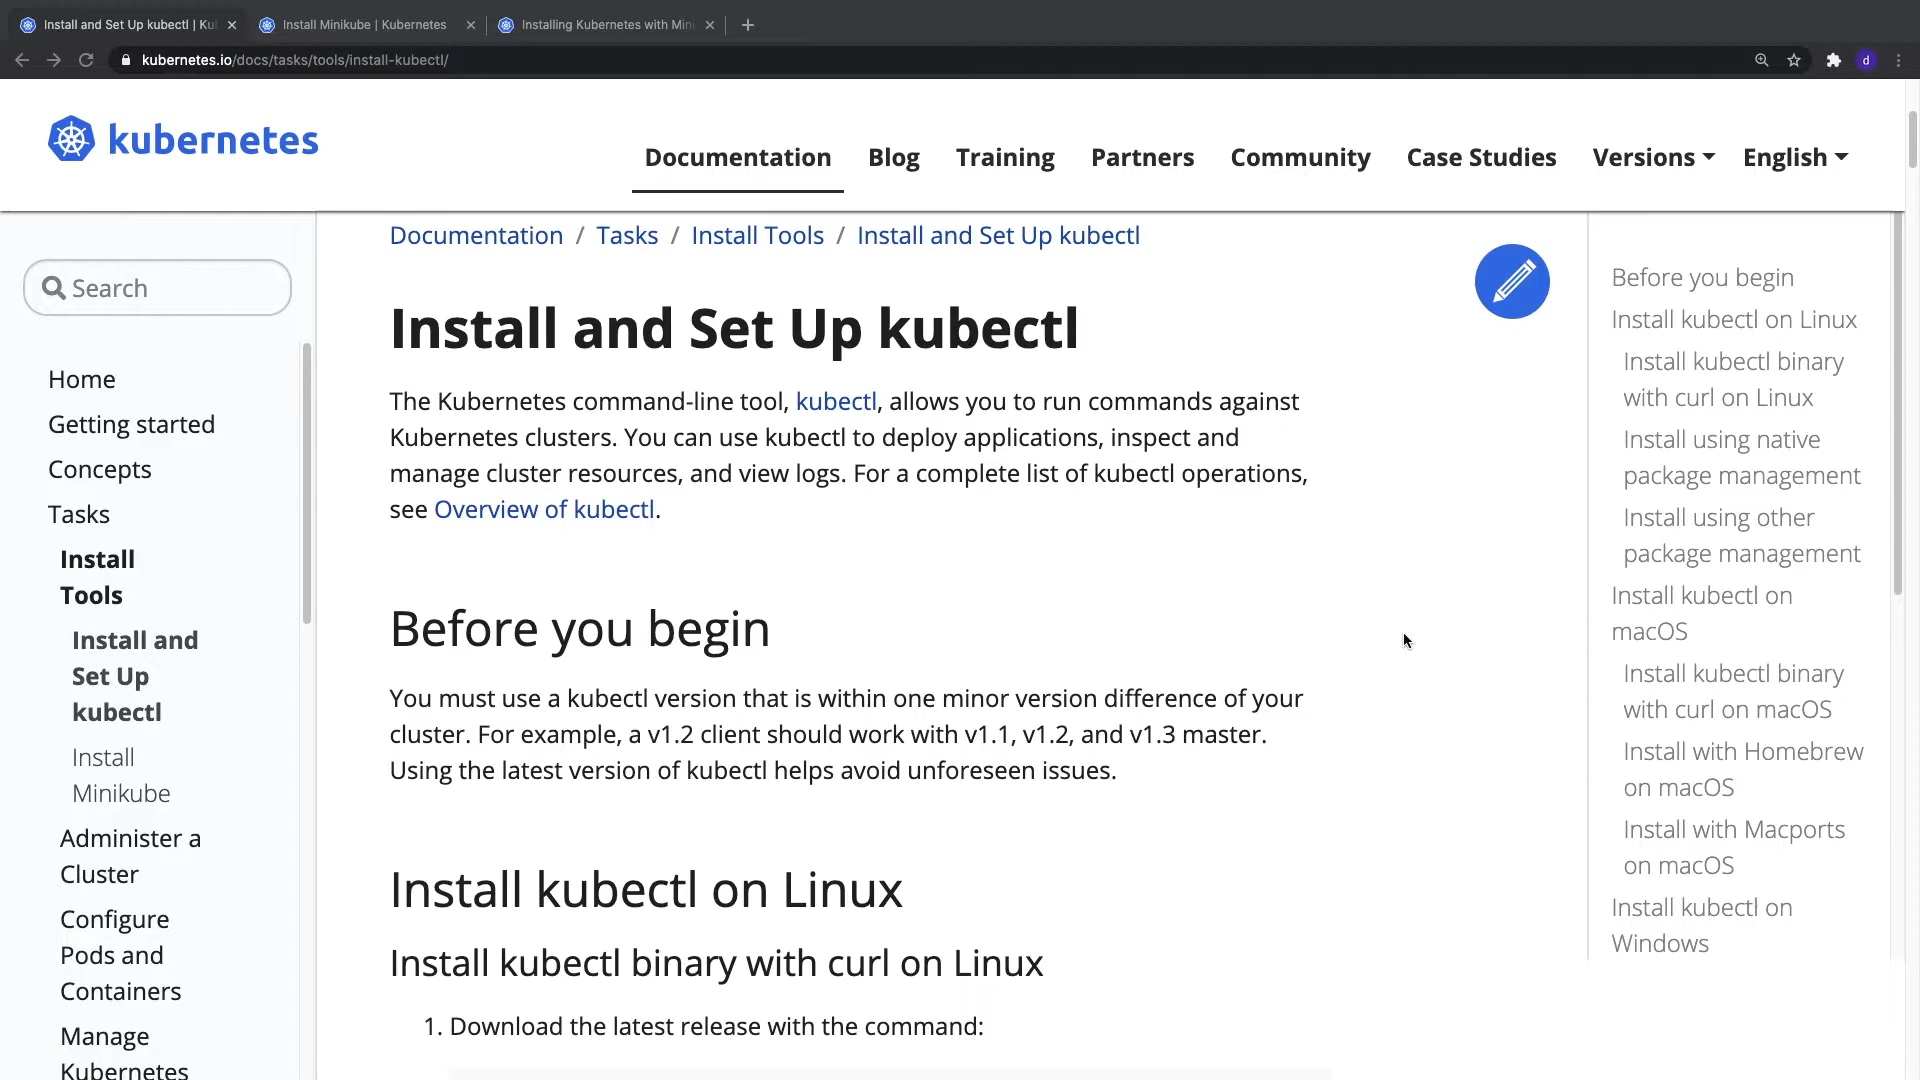 Install and Set Up kubectl | Ku
Install Minikube | Kubernetes
Installing Kubernetes with Min
kubernetes.io/docs/tasks/tools/install-kubectl/
d
kubernetes
Documentation
Blog
Training
Partners
Community
Case Studies
Versions
English
Search
Home
Getting started
Concepts
Tasks
Install
Tools
Install and
Set Up
kubectl
Install
Minikube
Administer a
Cluster
Configure
Pods and
Containers
Manage
Kubernetes
Documentation / Tasks / Install Tools / Install and Set Up kubectl
Install and Set Up kubectl
The Kubernetes command-line tool, kubectl, allows you to run commands against
Kubernetes clusters. You can use kubectl to deploy applications, inspect and
manage cluster resources, and view logs. For a complete list of kubectl operations,
see Overview of kubectl.
Before you begin
You must use a kubectl version that is within one minor version difference of your
cluster. For example, a v1.2 client should work with v1.1, v1.2, and v1.3 master.
Using the latest version of kubectl helps avoid unforeseen issues.
Install kubectl on Linux
Install kubectl binary with curl on Linux
1. Download the latest release with the command:
Before you begin
Install kubectl on Linux
Install kubectl binary
with curl on Linux
Install using native
package management
Install using other
package management
Install kubectl on
macOS
Install kubectl binary
with curl on macOS
Install with Homebrew
on macOS
Install with Macports
on macOS
Install kubectl on
Windows